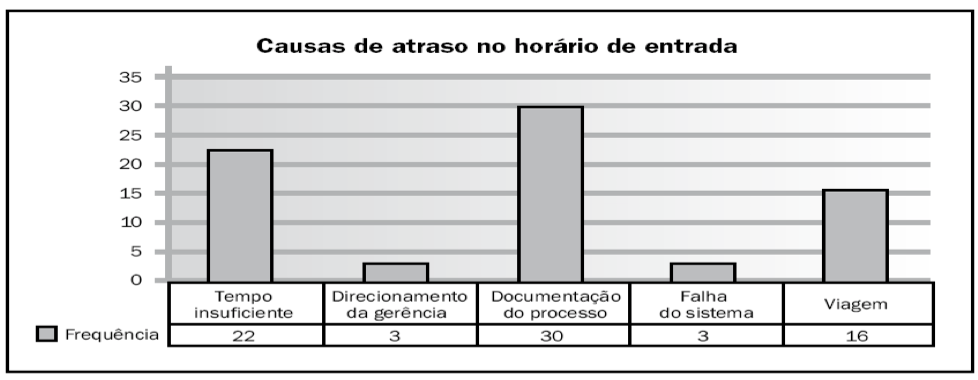 Causas de atraso no horário de entrada
35
30
25
20
15
10
5
0
Tempo insuficiente
Direcionamento da gerência
Documentação do processo
Falha do sistema
Viagem
Frequência 22 3 30 3 16